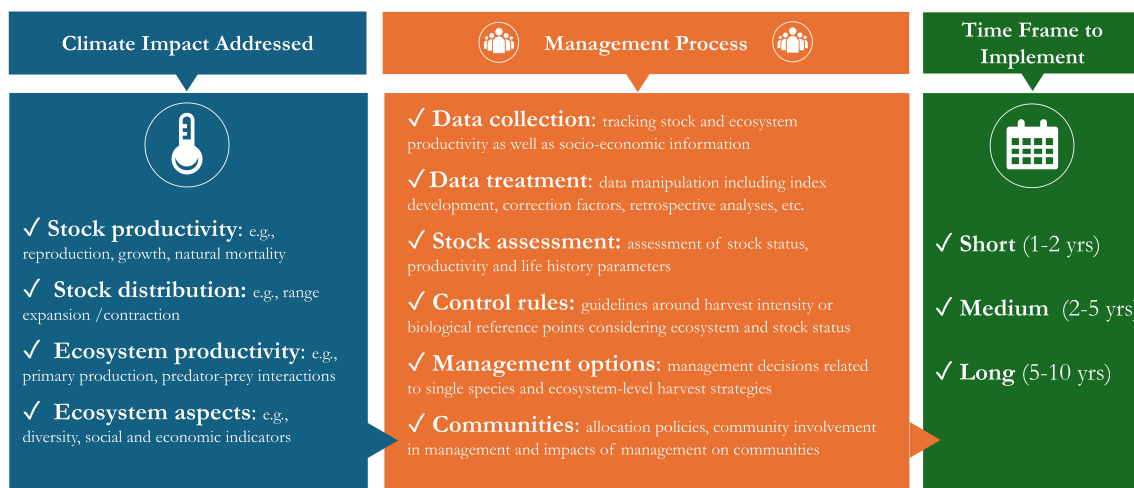 Climate Impact Addressed
✓ Stock productivity: e.g.,
reproduction, growth, natural mortality
✓ Stock distribution: e.g., range
expansion /contraction
✓ Ecosystem productivity: e.g.,
primary production, predator-prey interactions
✓ Ecosystem aspects: e.g.,
diversity, social and economic indicators
Management Process
✓ Data collection: tracking stock and ecosystem
productivity as well as socio-economic information
✓ Data treatment: data manipulation including index
development, correction factors, retrospective analyses, etc.
✓ Stock assessment: assessment of stock status,
productivity and life history parameters
✓ Control rules: guidelines around harvest intensity or
biological reference points considering ecosystem and stock status
✓ Management options: management decisions related
to single species and ecosystem-level harvest strategies
✓ Communities: allocation policies, community involvement
in management and impacts of management on communities
Time Frame to
Implement
✓ Short (1-2 yrs)
✓ Medium (2-5 yrs)
✓ Long (5-10 yrs)